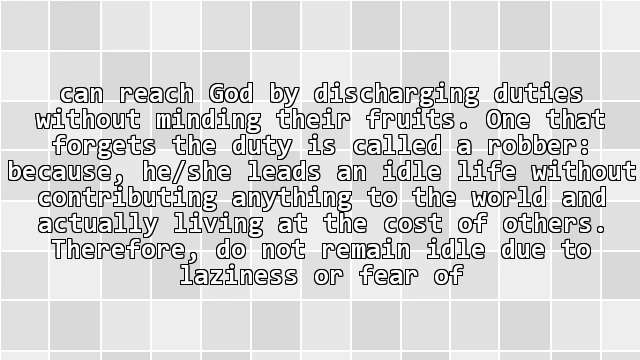 can reach God by discharging duties
without minding their fruits. One that
forgets the duty is called a robber:
because, he/she leads an idle life without
contributing anything to the world and
actually living at the cost of others.
Therefore, do not remain idle due to
laziness or fear of